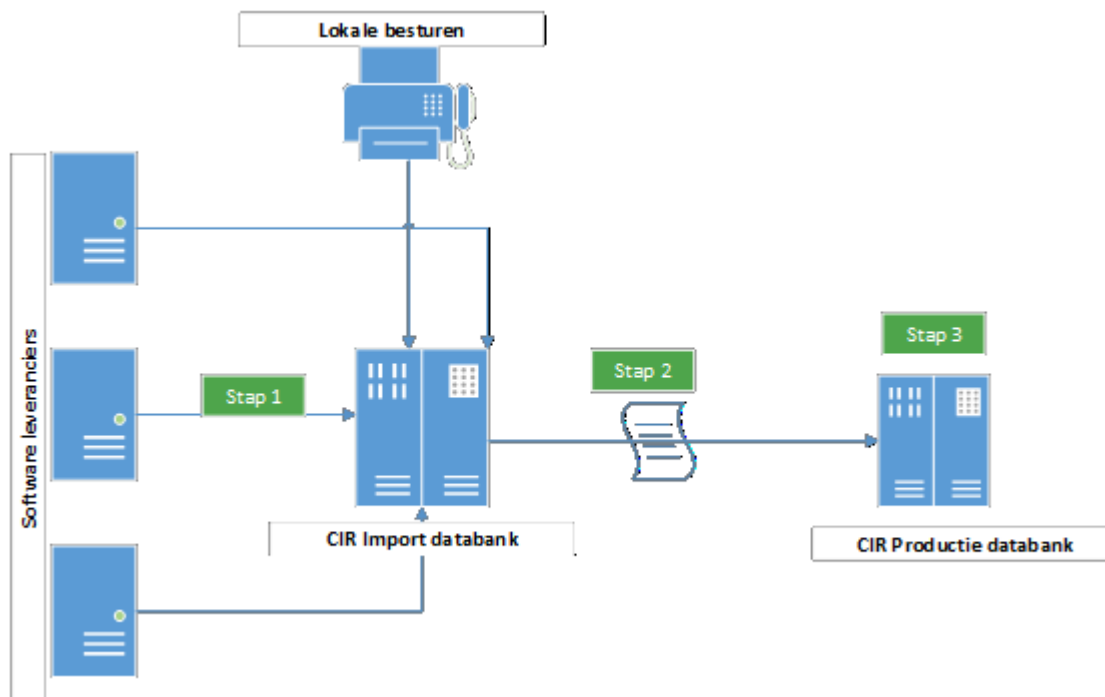 Lokale besturen
Software leveranciers
Stap 1
Stap 2
Stap 3
CIR Import databank
CIR Productie databank